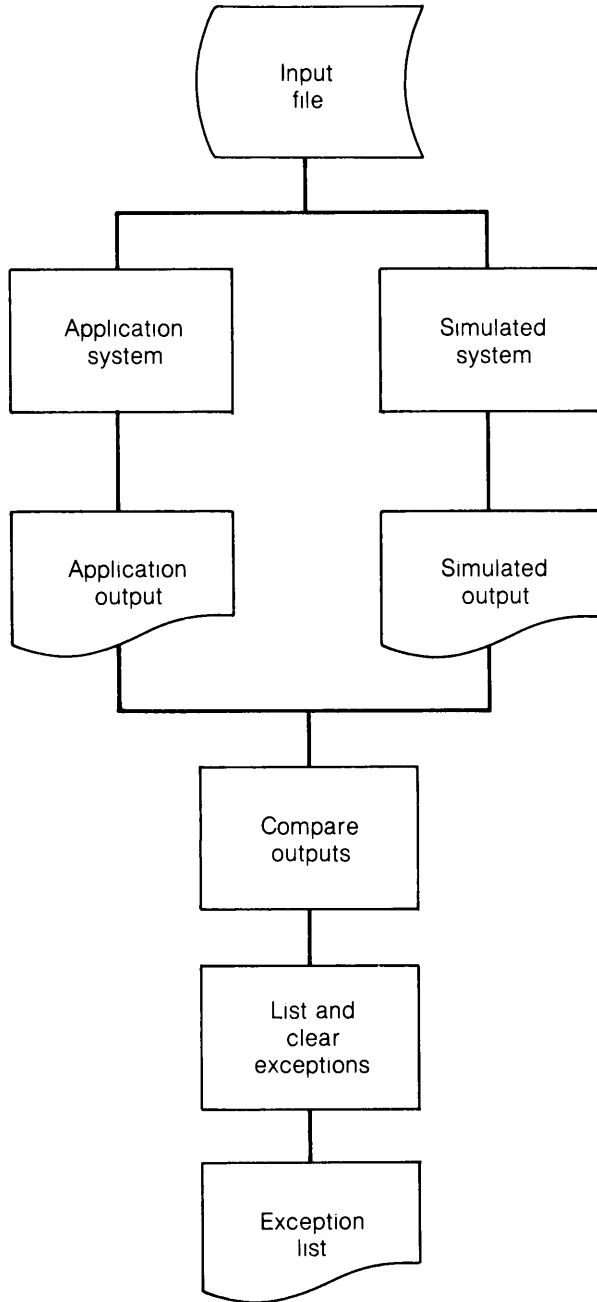 Input
file
Application
system
Simulated
system
Application
output
Simulated
output
Compare
outputs
List and
clear
exceptions
Exception
list